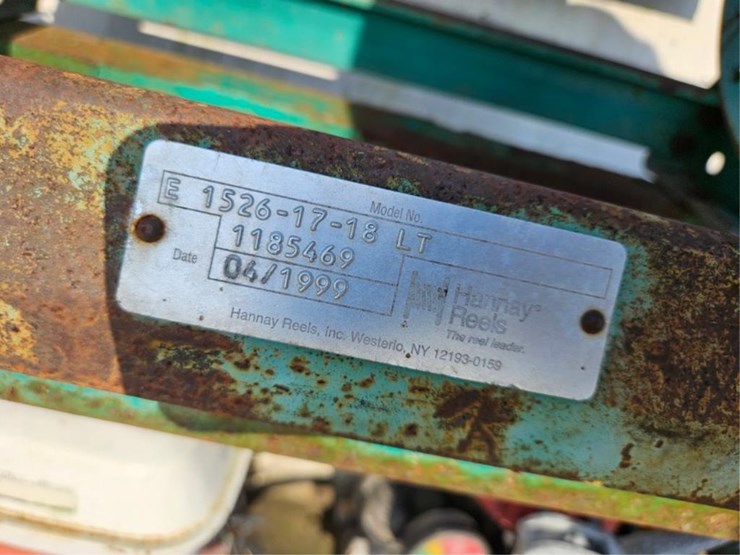 Model No.
E 1526-17-18 LT
1185469
Date 04/1999
Hannay®
Reels
The reel leader.
Hannay Reels, Inc. Westerlo, NY 12193-0159